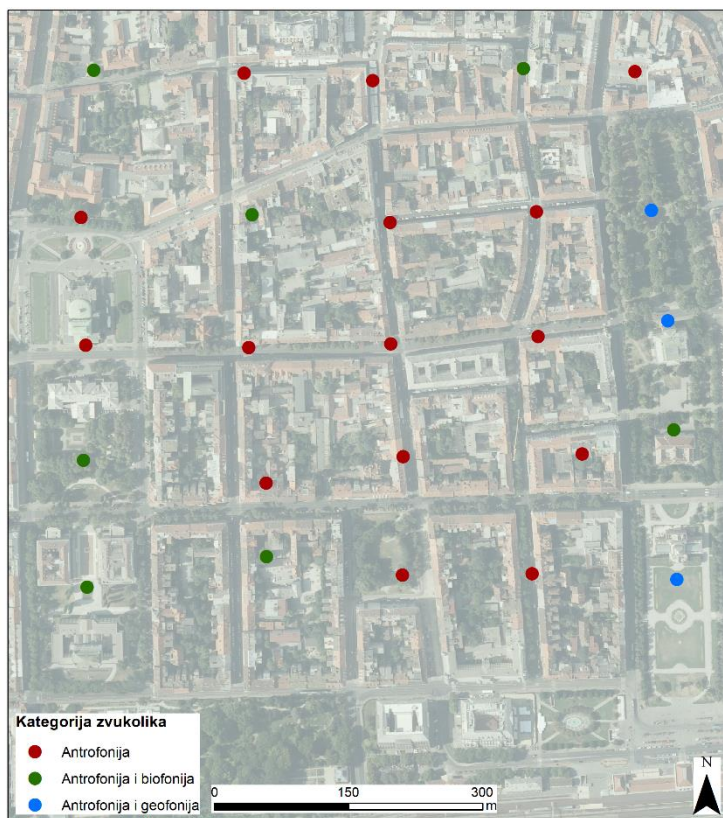 Kategorija zvukolika
Antrofonija
Antrofonija i biofonija
Antrofonija i geofonija
0 150 300
m
N